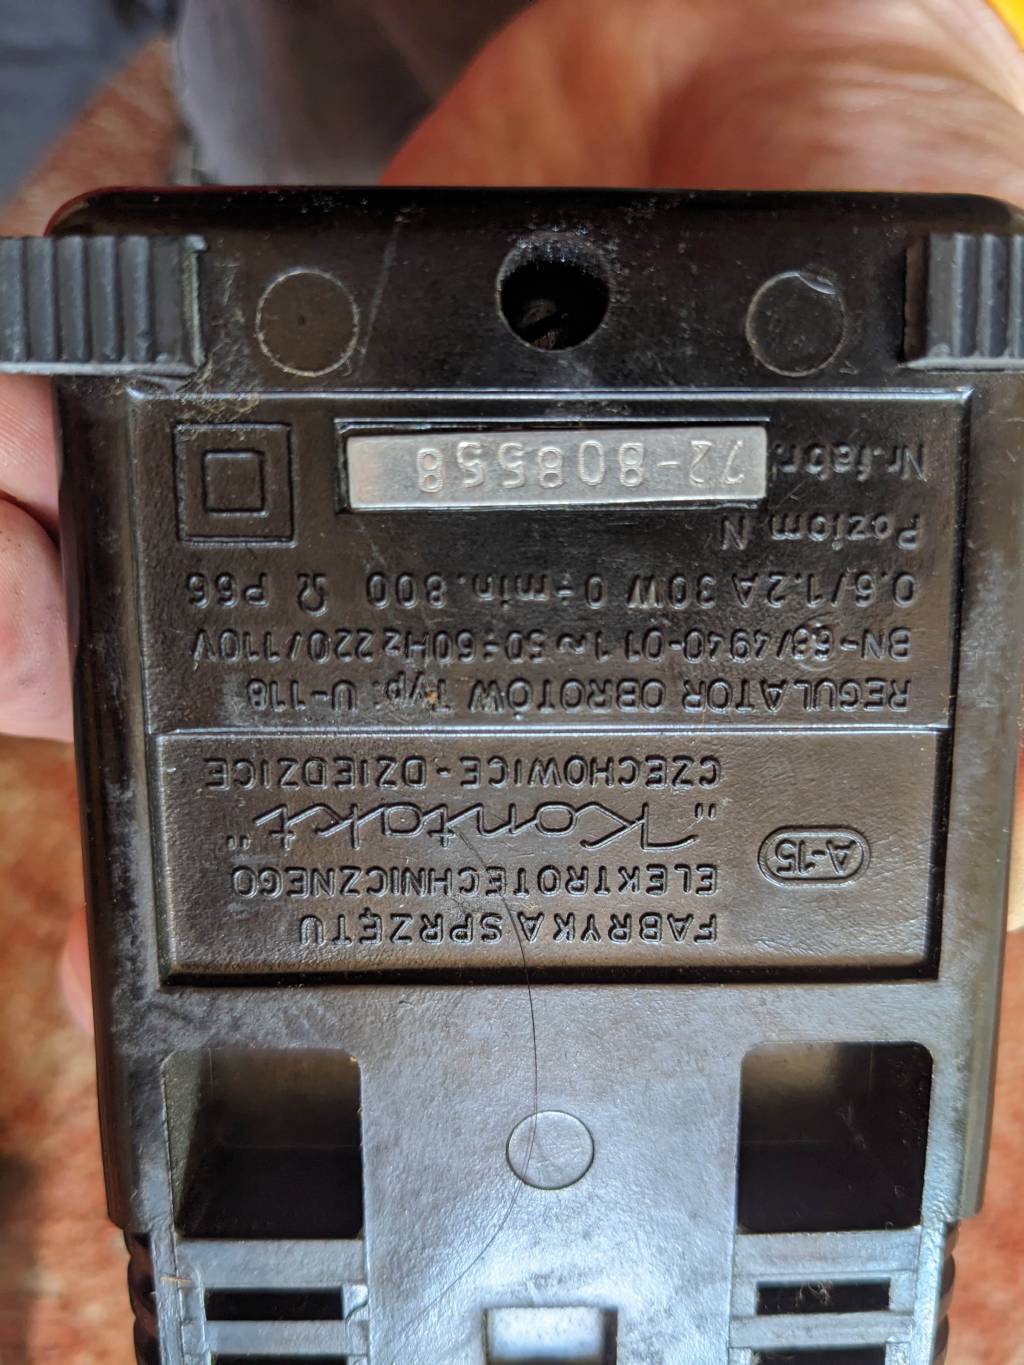 FABRYKA SPRZĘTU
ELEKTROTECHNICZNEGO
"Kontakt"
CZECHOWICE - DZIEDZICE
A-15
REGULATOR OBROTÓW Typ. U-118
BN-68/4940-01 1~ 50÷60Hz 220/110V
0,6/1.2A 30W 0÷min. 800 Ω P66
Poziom N
Nr. fabr. 72-808558